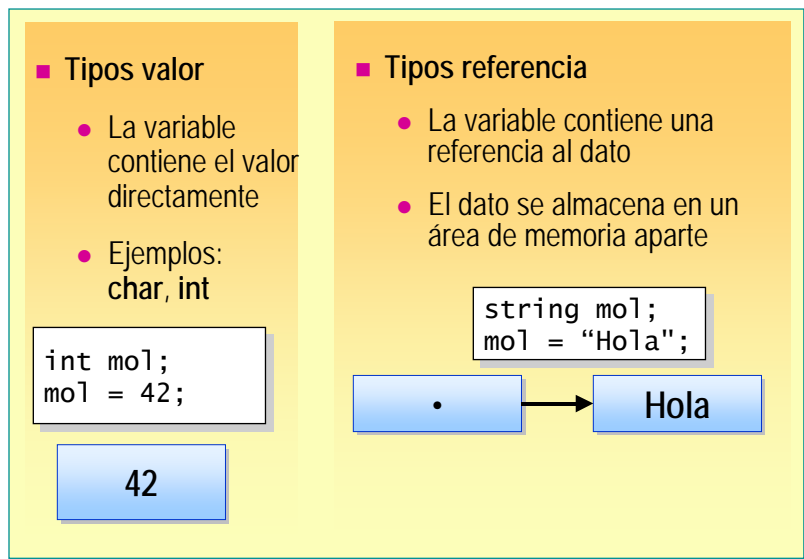 Tipos valor
La variable
contiene el valor
directamente
Ejemplos:
char, int
int mol;
mol = 42;
42
Tipos referencia
La variable contiene una
referencia al dato
El dato se almacena en un
área de memoria aparte
string mol;
mol = “Hola";
Hola